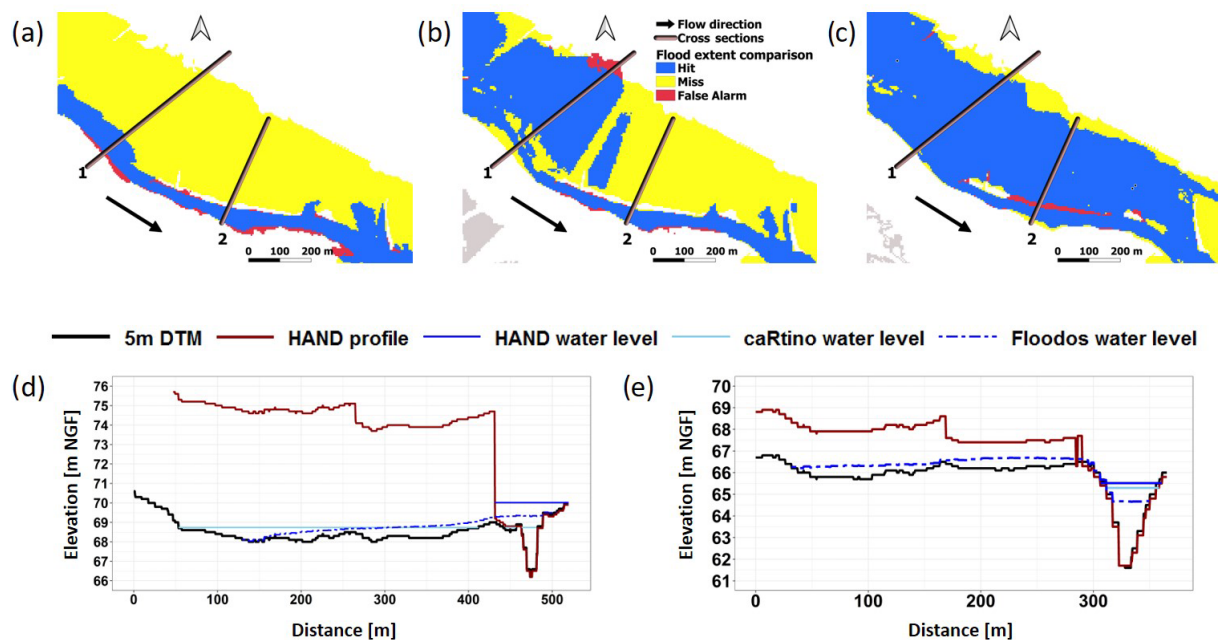 (a)
(b)
(c)
Flow direction
Cross sections
Flood extent comparison
Hit
Miss
False Alarm
1
2
0 100 200 m
1
2
0 100 200 m
1
2
0 100 200 m
5m DTM HAND profile HAND water level caRtino water level Floodos water level
(d)
Elevation [m NGF]
76
75
74
73
72
71
70
69
68
67
66
0 100 200 300 400 500
Distance [m]
(e)
Elevation [m NGF]
70
69
68
67
66
65
64
63
62
61
0 100 200 300
Distance [m]